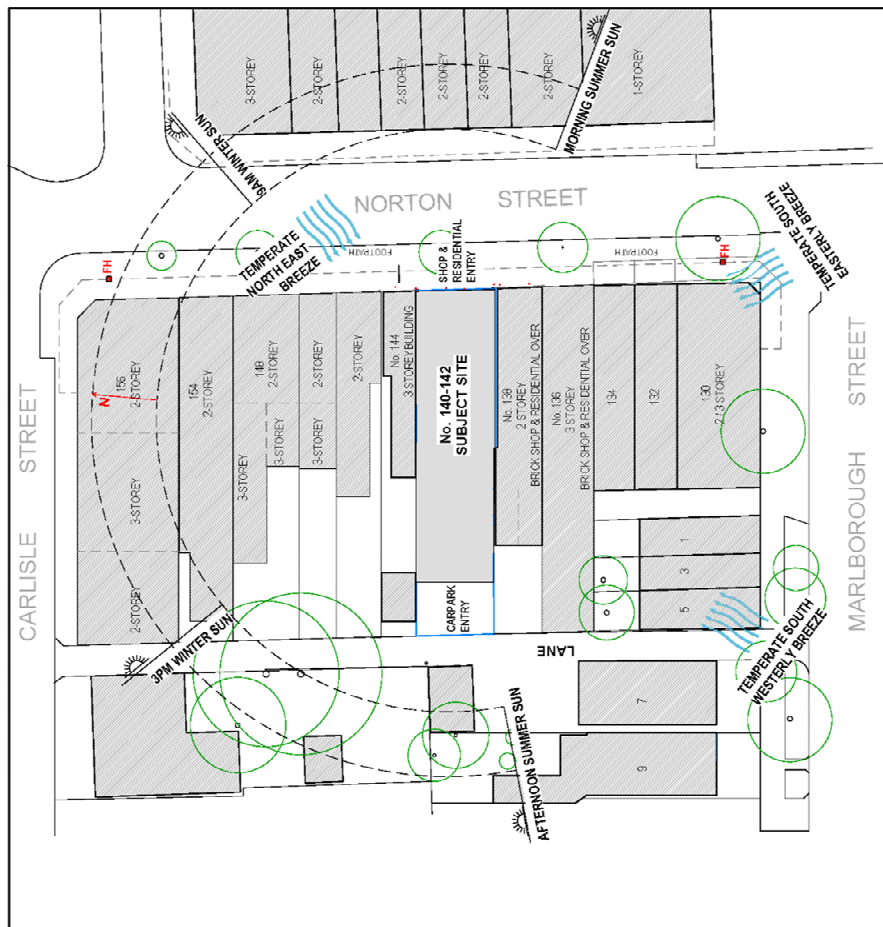 3-STOREY
2-STOREY
2-STOREY
2-STOREY
2-STOREY
2-STOREY
1-STOREY
MORNING SUMMER SUN
9AM WINTER SUN
NORTON STREET
TEMPERATE
NORTH EAST
BREEZE
FOOTPATH
SHOP &
RESIDENTIAL
ENTRY
FOOTPATH
TEMPERATE SOUTH
EASTERLY BREEZE
FH
FH
CARLISLE STREET
156
2-STOREY
3-STOREY
2-STOREY
N
154
2-STOREY
2-STOREY
3-STOREY
2-STOREY
3-STOREY
2-STOREY
3-STOREY
2-STOREY
No. 144
3 STOREY BUILDING
No. 140-142
SUBJECT SITE
CARPARK
ENTRY
2 STOREY
BRICK SHOP & RESIDENTIAL OVER
3 STOREY
BRICK SHOP & RESIDENTIAL OVER
134
132
130
2 / 3 STOREY
MARLBOROUGH STREET
1
3
5
3PM WINTER SUN
LANE
TEMPERATE SOUTH
WESTERLY BREEZE
7
9
AFTERNOON SUMMER SUN